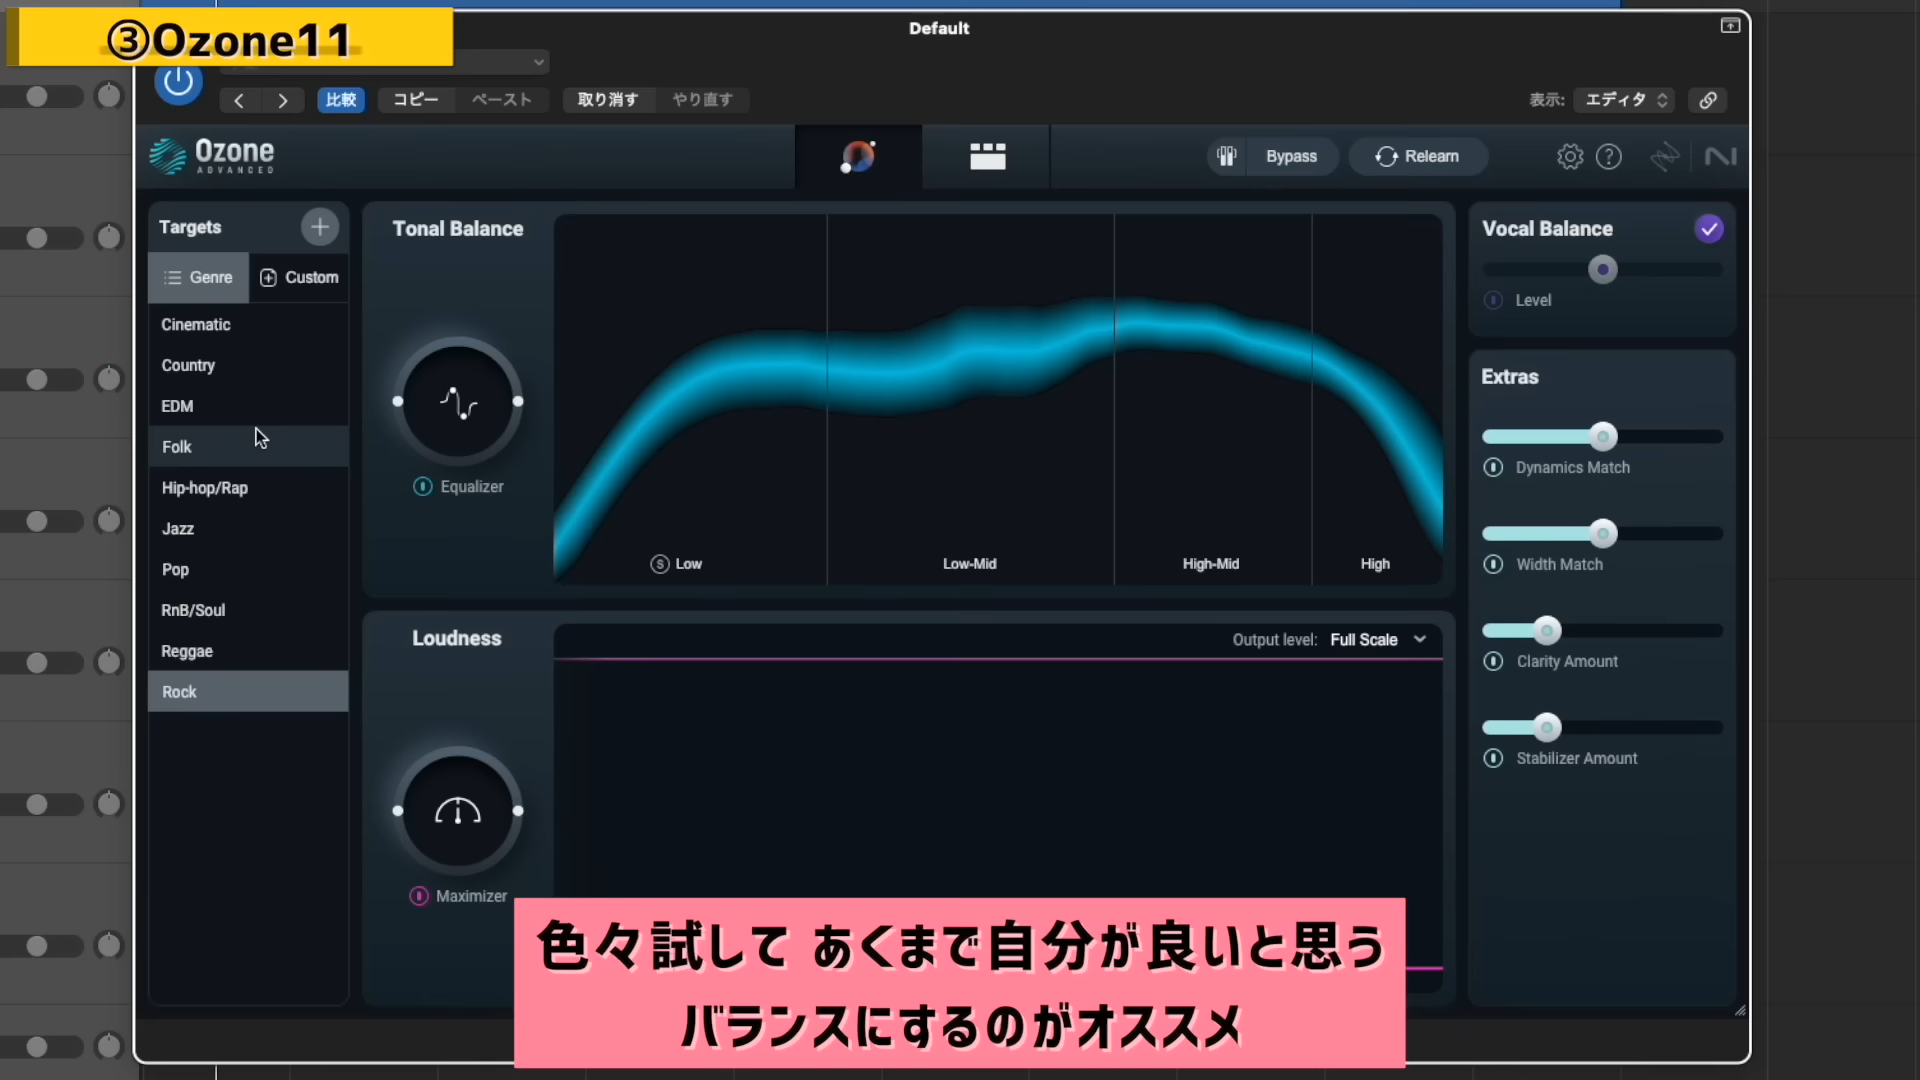 ③Ozone11
Default
比較
コピー
ペースト
取り消す
やり直す
表示:
エディタ
Ozone
ADVANCED
Bypass
Relearn
Targets
Genre
Custom
Cinematic
Country
EDM
Folk
Hip-hop/Rap
Jazz
Pop
RnB/Soul
Reggae
Rock
Tonal Balance
Equalizer
S Low
Low-Mid
High-Mid
High
Loudness
Output level: Full Scale
Maximizer
Vocal Balance
Level
Extras
Dynamics Match
Width Match
Clarity Amount
Stabilizer Amount
色々試して あくまで自分が良いと思う
バランスにするのがオススメ